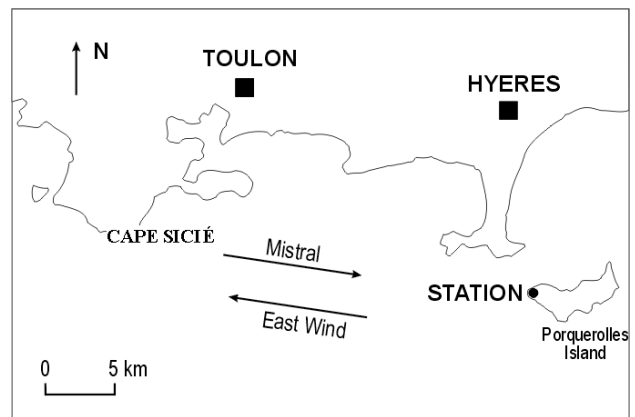 N
TOULON
HYERES
CAPE SICIÉ
Mistral
STATION
East Wind
Porquerolles
Island
0 5 km